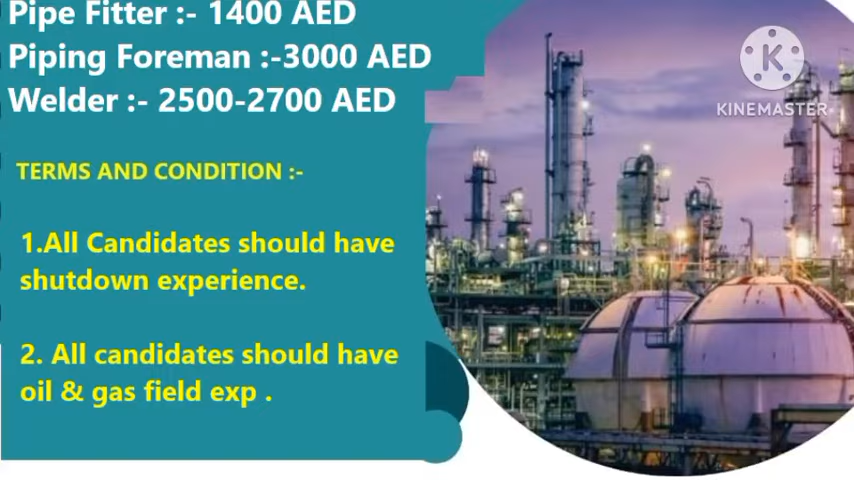 Pipe Fitter :- 1400 AED
Piping Foreman :-3000 AED
Welder :- 2500-2700 AED
KINEMASTER
TERMS AND CONDITION :-
1.All Candidates should have
shutdown experience.
2. All candidates should have
oil & gas field exp .